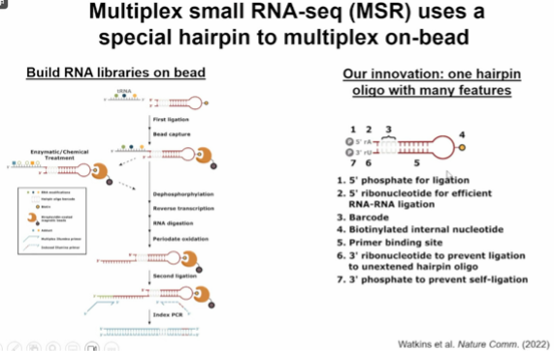 Multiplex small RNA-seq (MSR) uses a
special hairpin to multiplex on-bead
Build RNA libraries on bead
tRNA
First ligation
Bead capture
Enzymatic/Chemical
Treatment
Dephosphorylation
Reverse transcription
RNA digestion
Periodate oxidation
Second ligation
Index PCR
Our innovation: one hairpin
oligo with many features
1 2 3
4
P 5' rA
P 3' rU
7 6 5
1. 5' phosphate for ligation
2. 5' ribonucleotide for efficient
RNA-RNA ligation
3. Barcode
4. Biotinylated internal nucleotide
5. Primer binding site
6. 3' ribonucleotide to prevent ligation
to unextended hairpin oligo
7. 3' phosphate to prevent self-ligation
Watkins et al. Nature Comm. (2022)